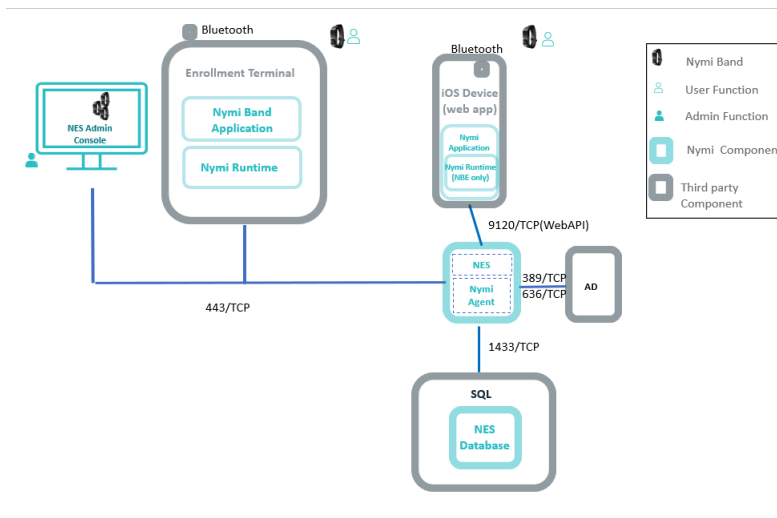 Bluetooth
Enrollment Terminal
Nymi Band
Application
Nymi Runtime
NES Admin
Console
Bluetooth
iOS Device
(web app)
Nymi
Application
Nymi Runtime
(NBE only)
9120/TCP(WebAPI)
NES
Nymi
Agent
389/TCP
636/TCP
AD
443/TCP
1433/TCP
SQL
NES
Database
Nymi Band
User Function
Admin Function
Nymi Component
Third party
Component